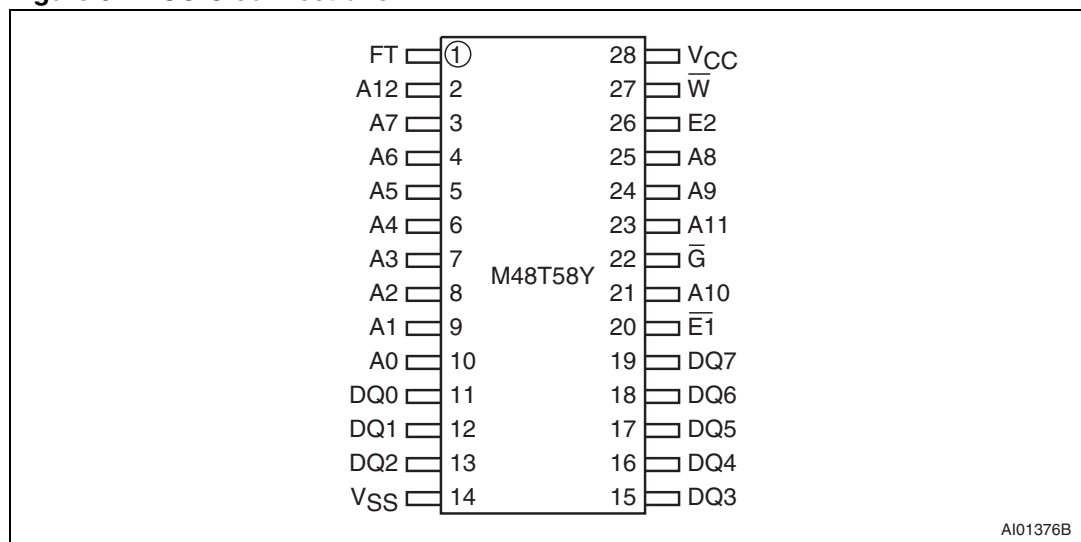 FT 1 28 VCC
A12 2 27 W̅
A7 3 26 E2
A6 4 25 A8
A5 5 24 A9
A4 6 23 A11
A3 7 22 G̅
M48T58Y
A2 8 21 A10
A1 9 20 E̅1̅
A0 10 19 DQ7
DQ0 11 18 DQ6
DQ1 12 17 DQ5
DQ2 13 16 DQ4
VSS 14 15 DQ3
AI01376B